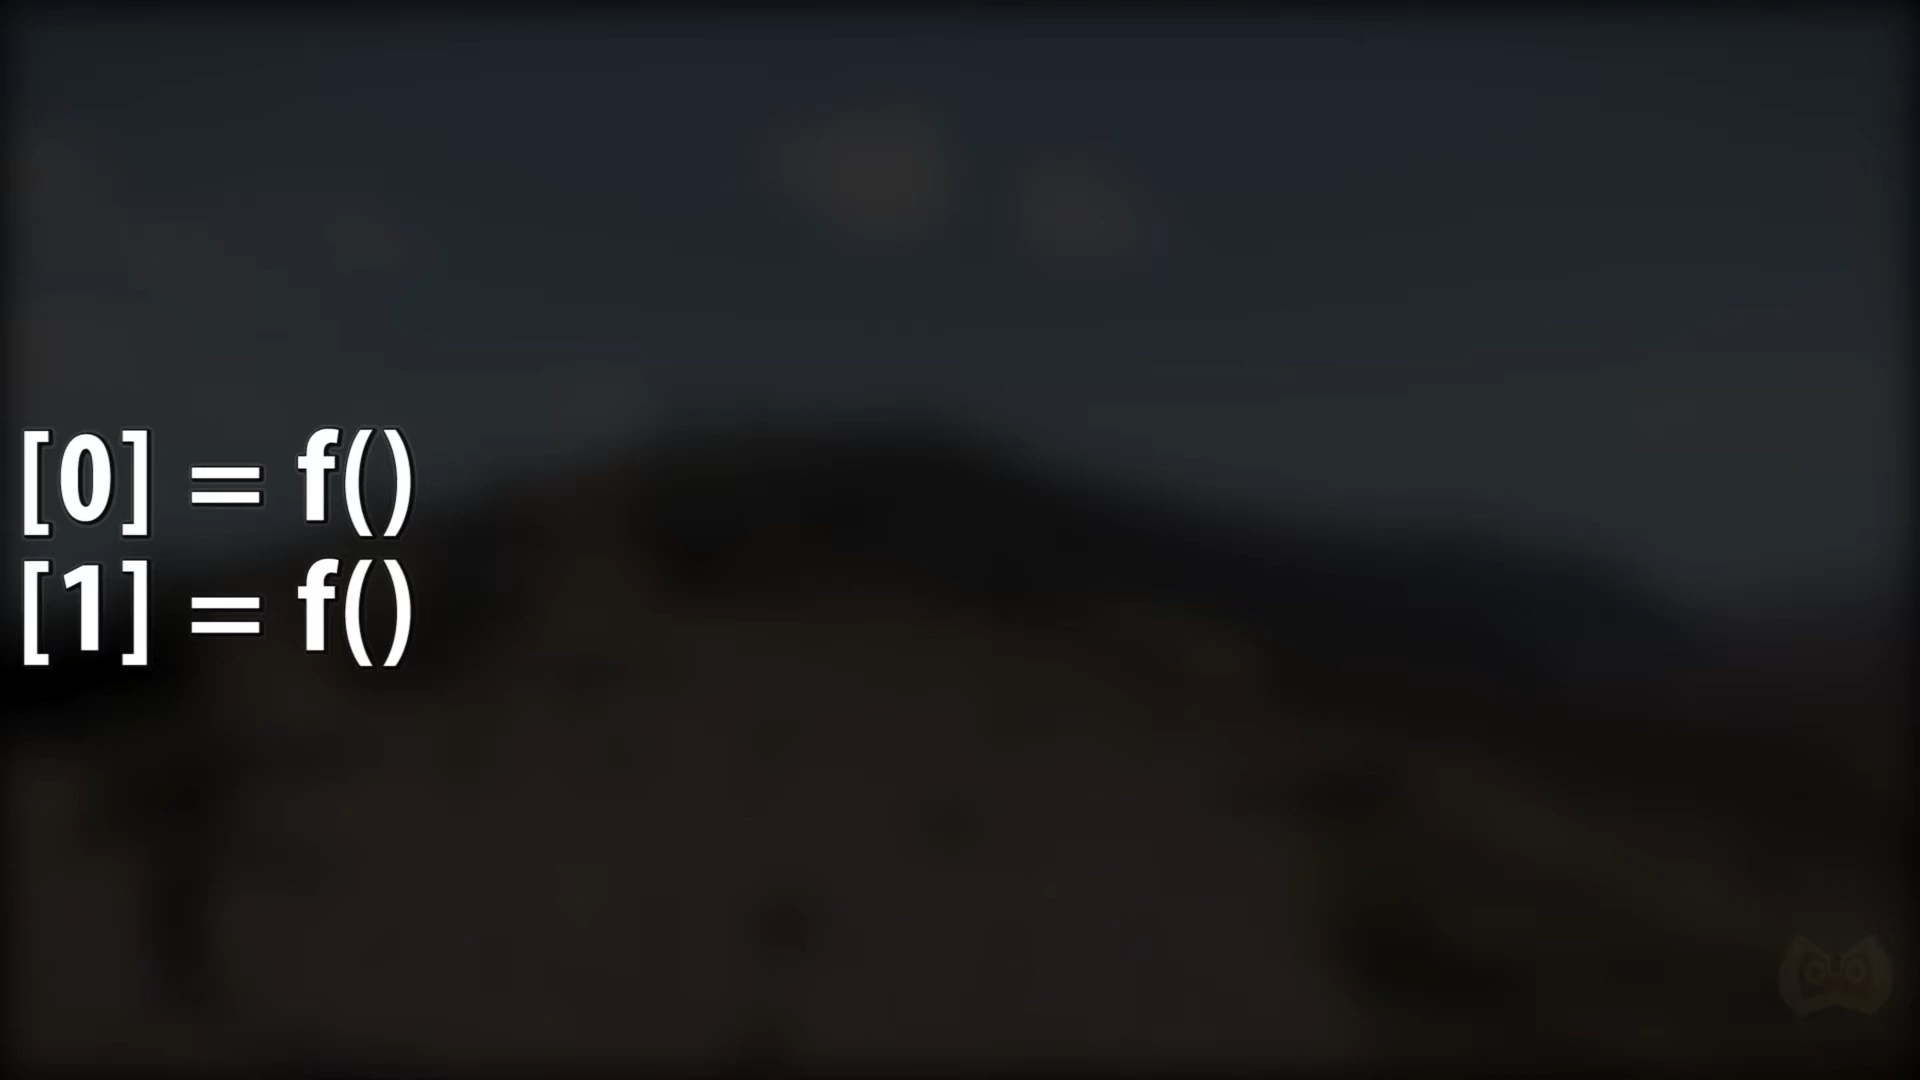 [0] = f()
[1] = f()